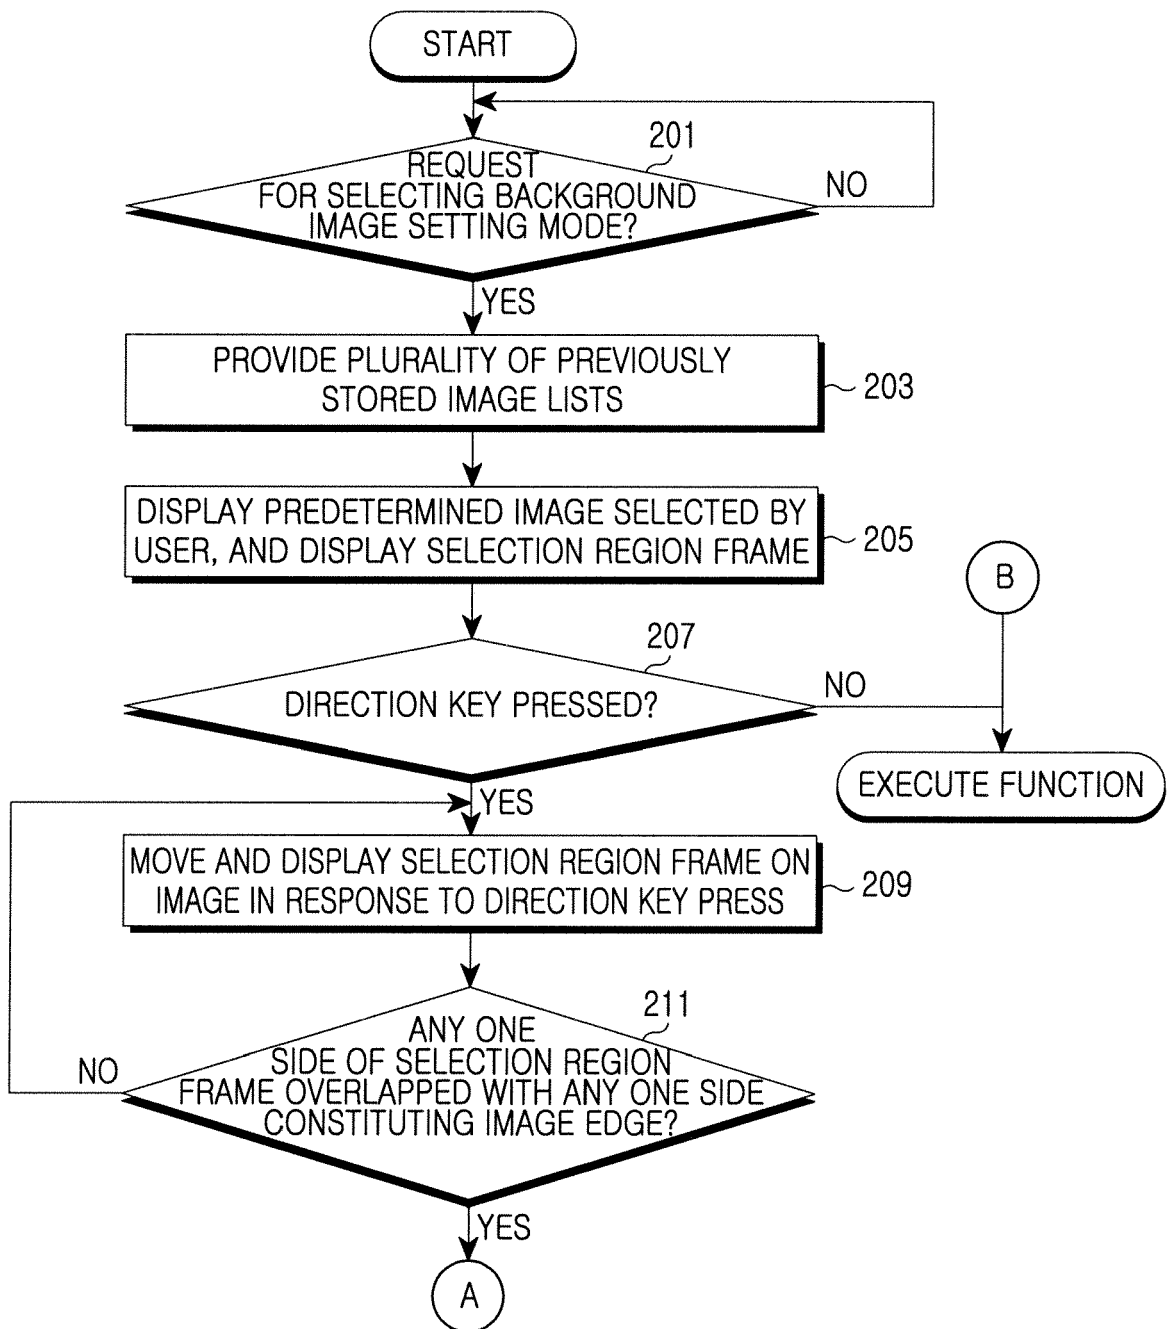 START
201
REQUEST
FOR SELECTING BACKGROUND
IMAGE SETTING MODE?
NO
YES
PROVIDE PLURALITY OF PREVIOUSLY
STORED IMAGE LISTS
203
DISPLAY PREDETERMINED IMAGE SELECTED BY
USER, AND DISPLAY SELECTION REGION FRAME
205
B
207
DIRECTION KEY PRESSED?
NO
EXECUTE FUNCTION
YES
MOVE AND DISPLAY SELECTION REGION FRAME ON
IMAGE IN RESPONSE TO DIRECTION KEY PRESS
209
211
ANY ONE
SIDE OF SELECTION REGION
FRAME OVERLAPPED WITH ANY ONE SIDE
CONSTITUTING IMAGE EDGE?
NO
YES
A